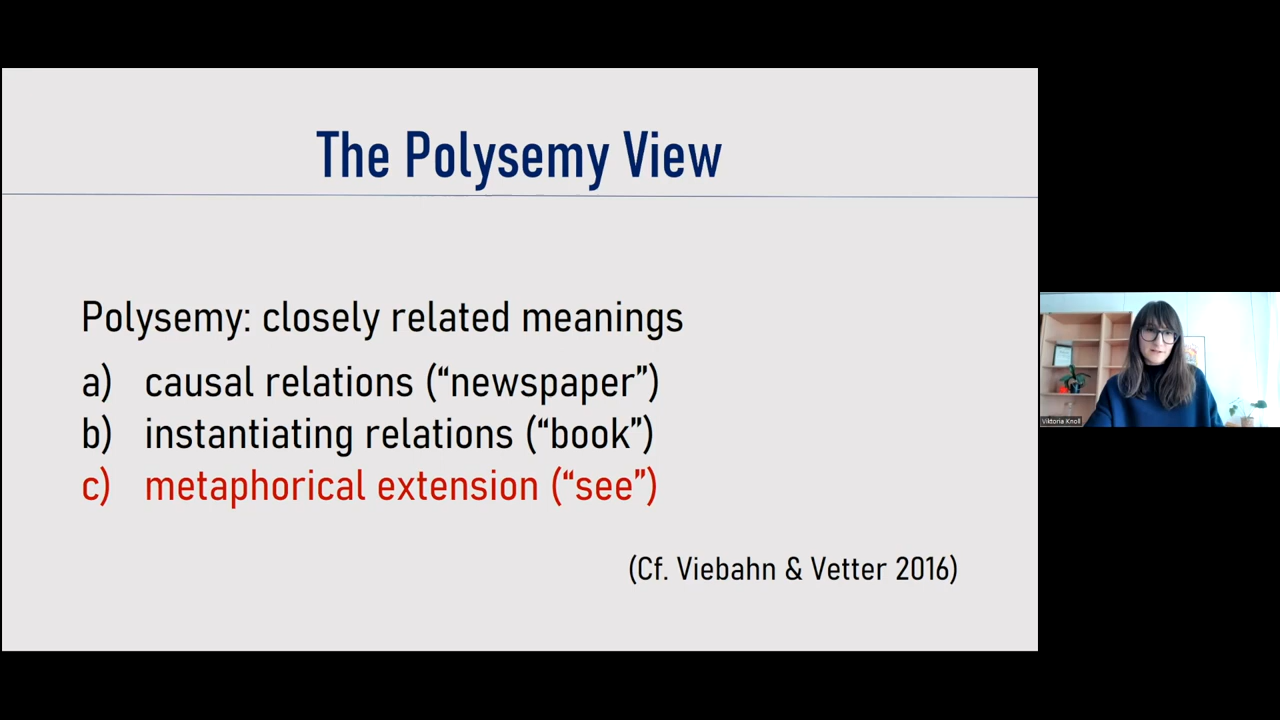 The Polysemy View
Polysemy: closely related meanings
a) causal relations (“newspaper”)
b) instantiating relations (“book”)
c) metaphorical extension (“see”)
(Cf. Viebahn & Vetter 2016)
Viktoria Knoll